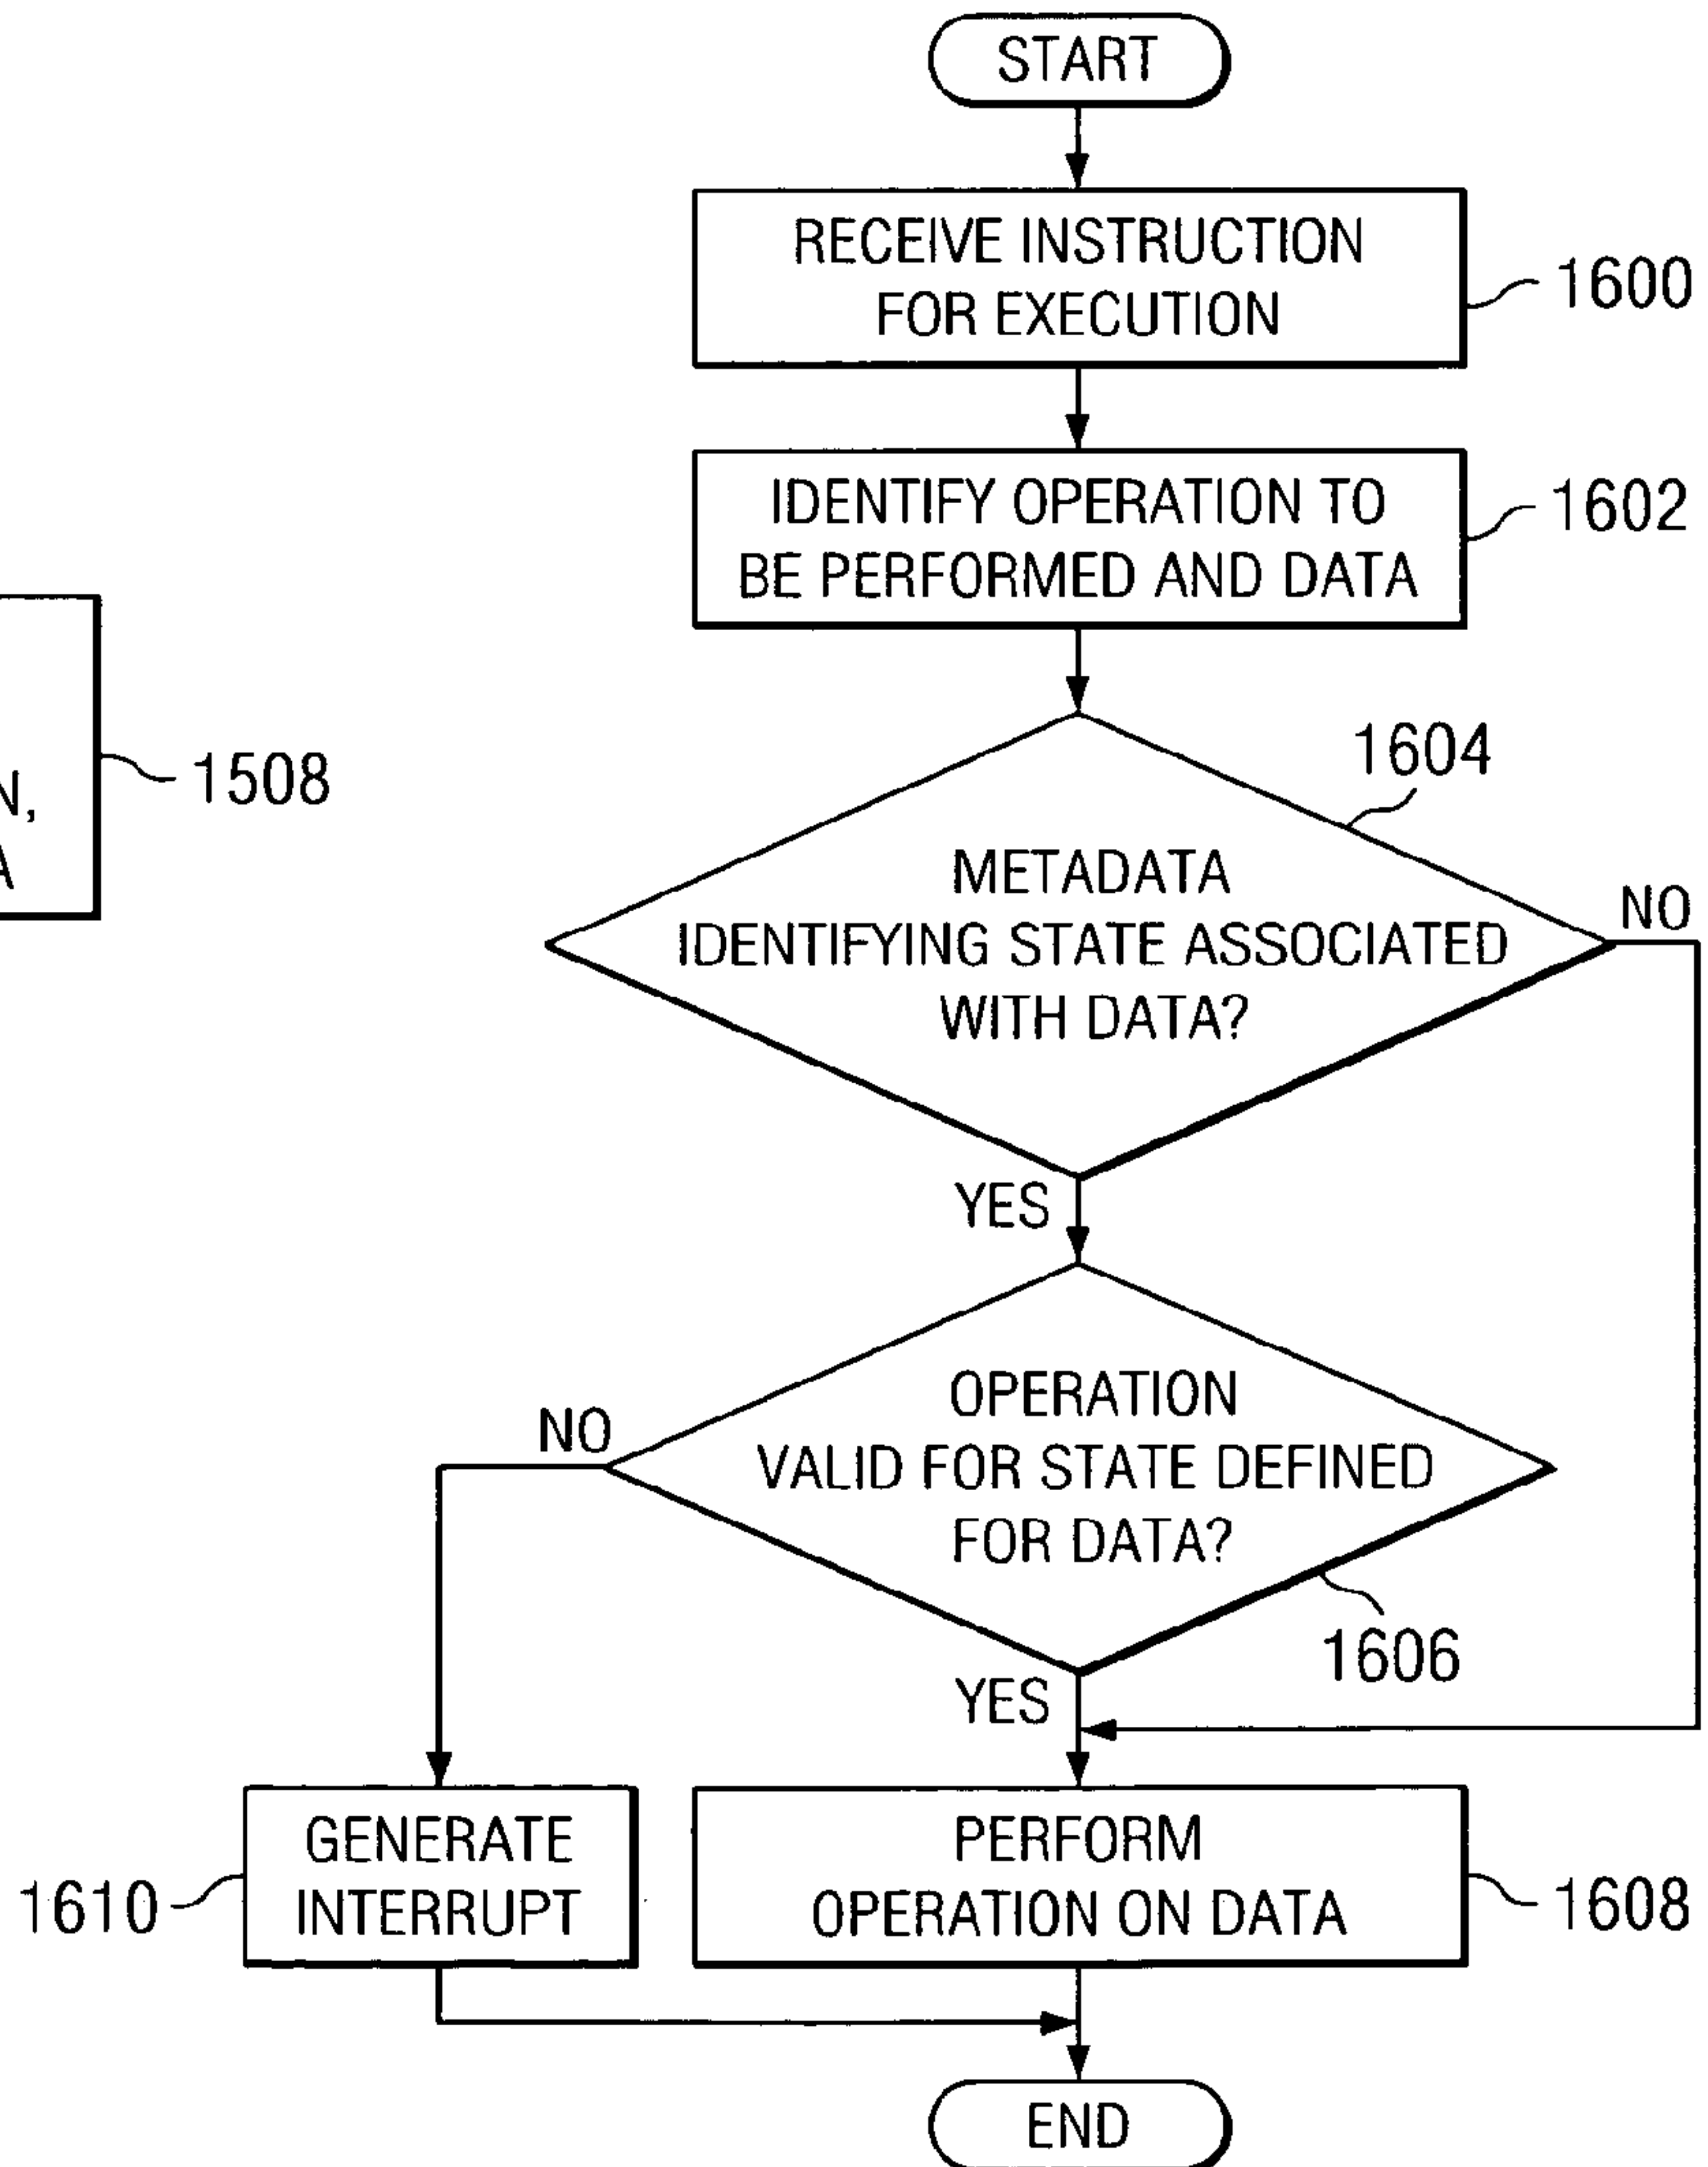 START
RECEIVE INSTRUCTION
FOR EXECUTION
1600
IDENTIFY OPERATION TO
BE PERFORMED AND DATA
1602
1508
1604
METADATA
IDENTIFYING STATE ASSOCIATED
WITH DATA?
NO
YES
OPERATION
VALID FOR STATE DEFINED
FOR DATA?
NO
1606
YES
GENERATE
INTERRUPT
1610
PERFORM
OPERATION ON DATA
1608
END